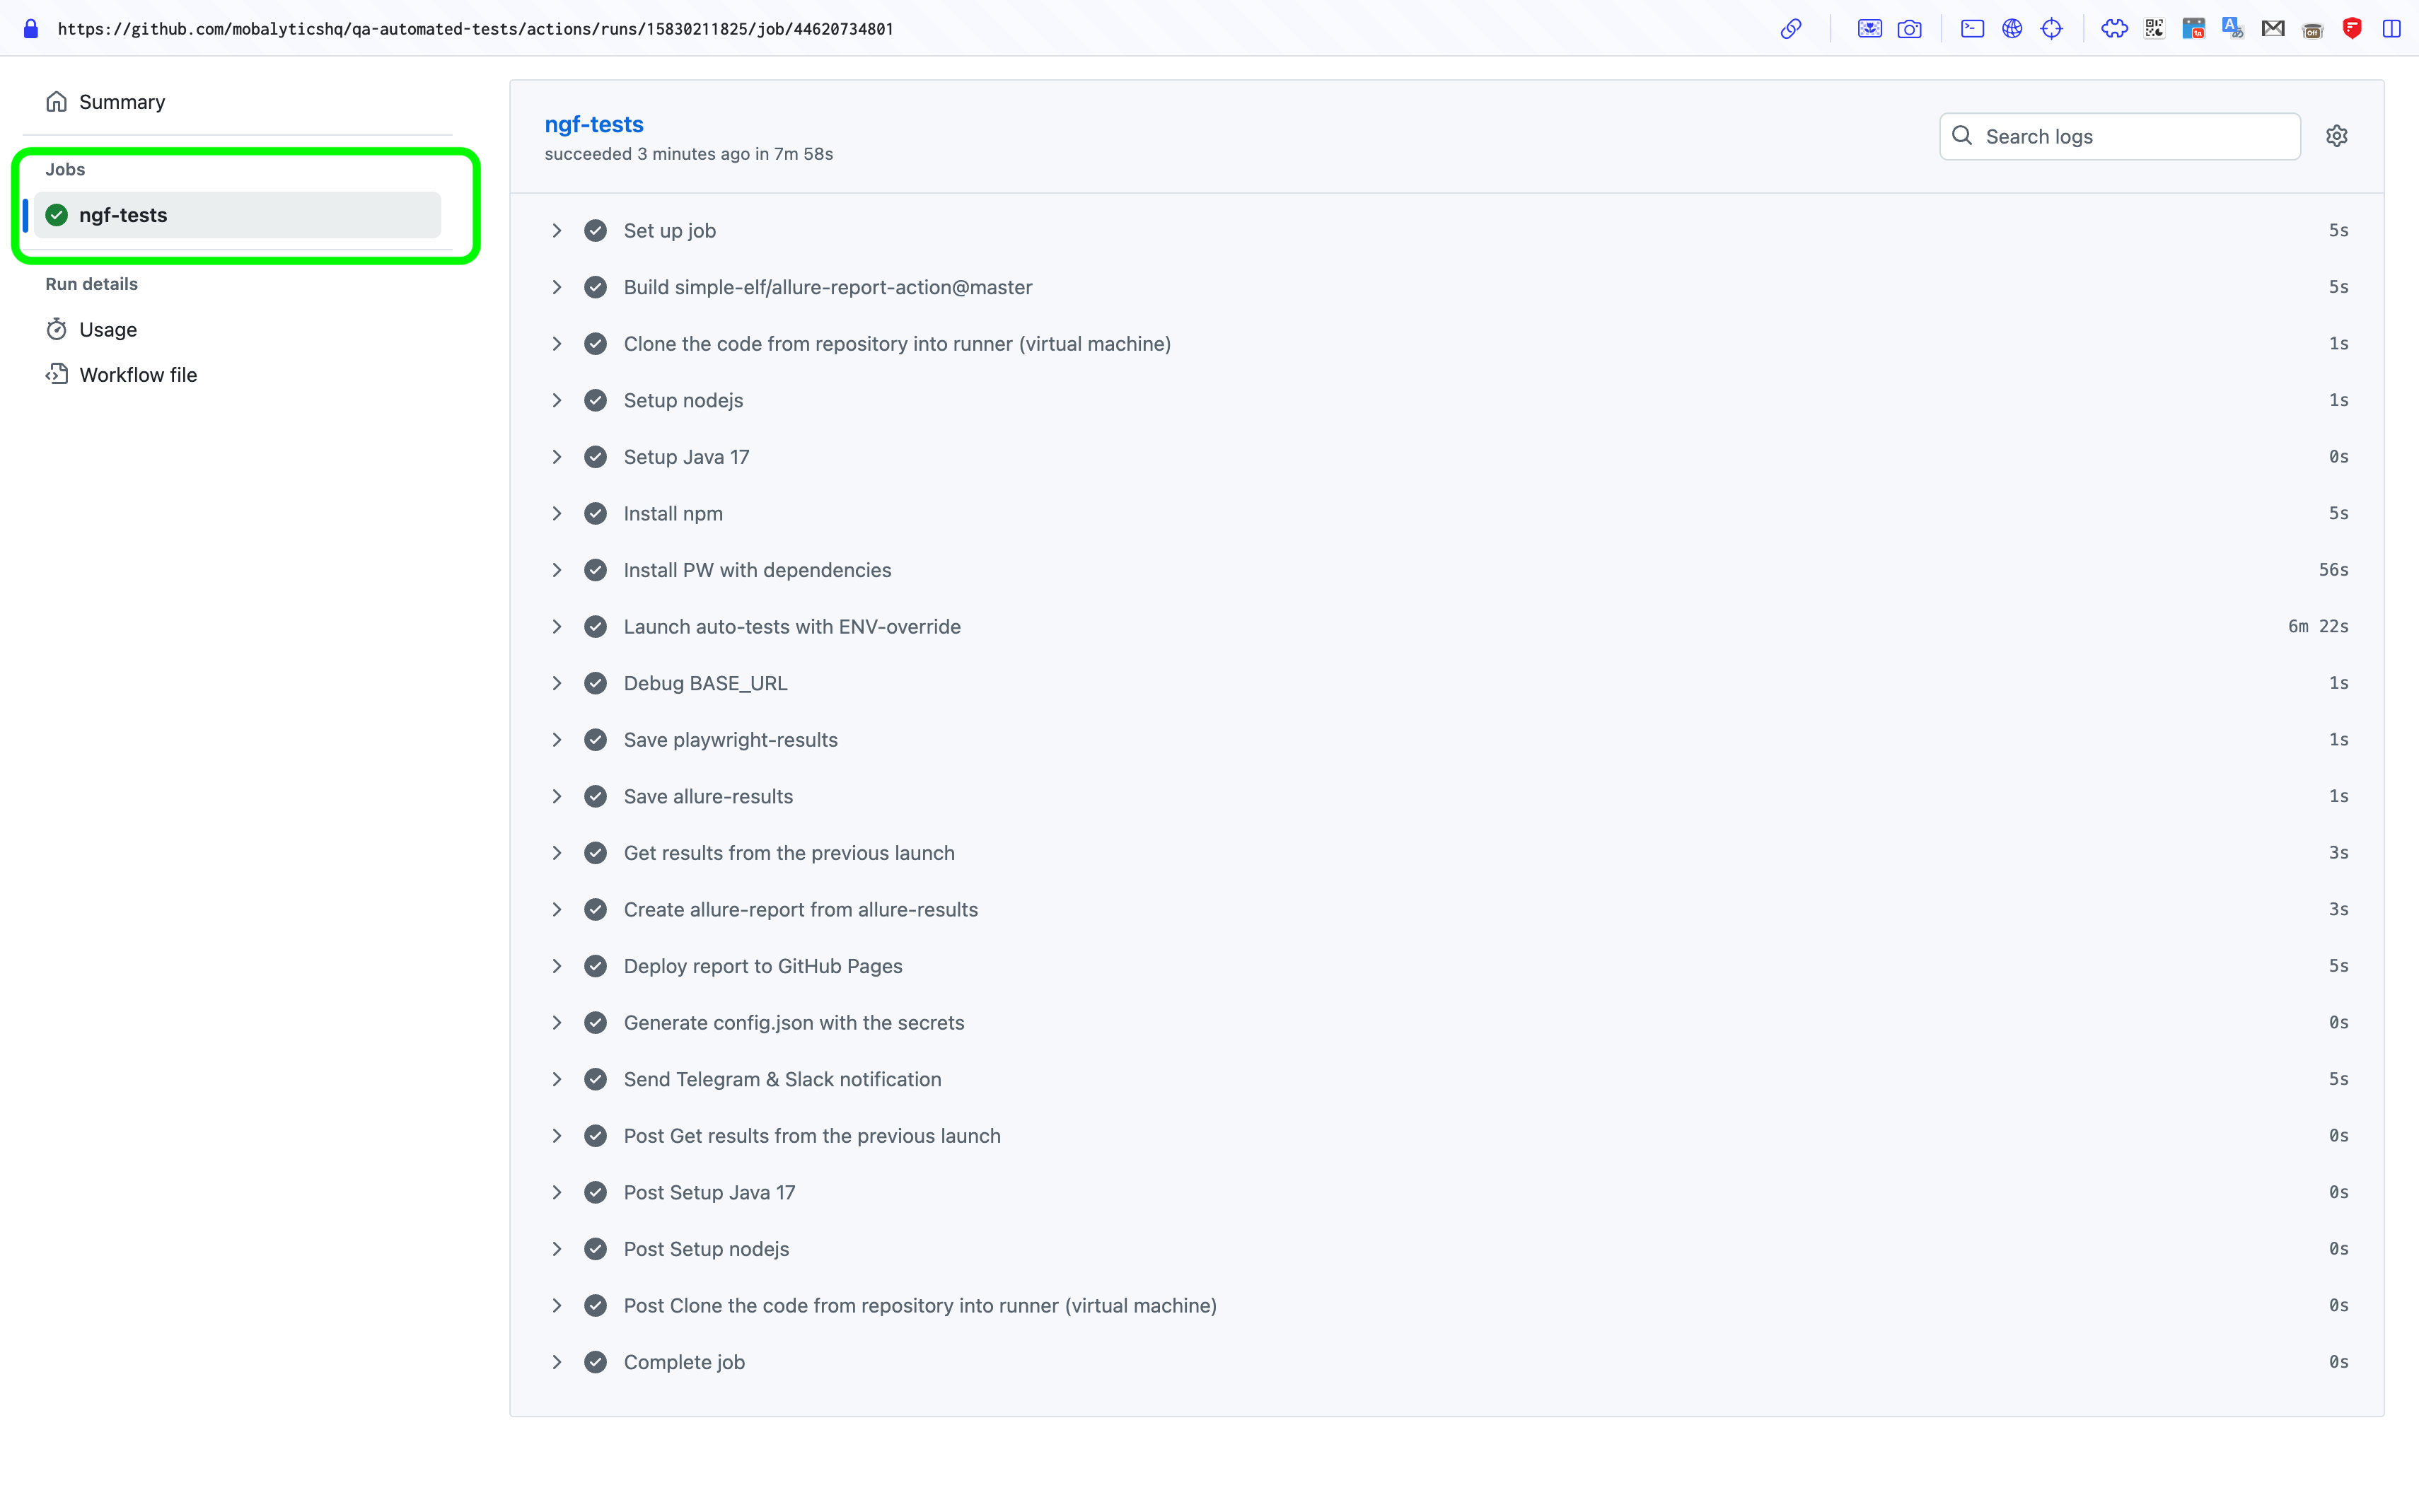 https://github.com/mobalyticshq/qa-automated-tests/actions/runs/15830211825/job/44620734801
Summary
Jobs
ngf-tests
Run details
Usage
Workflow file
ngf-tests
succeeded 3 minutes ago in 7m 58s
Search logs
Set up job 5s
Build simple-elf/allure-report-action@master 5s
Clone the code from repository into runner (virtual machine) 1s
Setup nodejs 1s
Setup Java 17 0s
Install npm 5s
Install PW with dependencies 56s
Launch auto-tests with ENV-override 6m 22s
Debug BASE_URL 1s
Save playwright-results 1s
Save allure-results 1s
Get results from the previous launch 3s
Create allure-report from allure-results 3s
Deploy report to GitHub Pages 5s
Generate config.json with the secrets 0s
Send Telegram & Slack notification 5s
Post Get results from the previous launch 0s
Post Setup Java 17 0s
Post Setup nodejs 0s
Post Clone the code from repository into runner (virtual machine) 0s
Complete job 0s